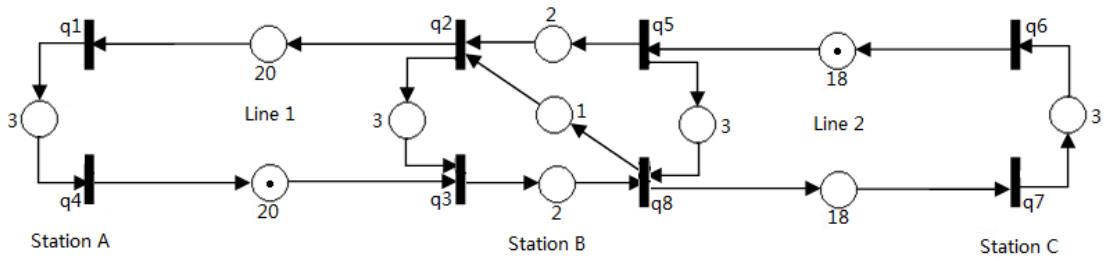 q1
q2
2
q5
q6
20
18
3
Line 1
3
1
3
Line 2
3
q4
20
q3
2
q8
18
q7
Station A
Station B
Station C